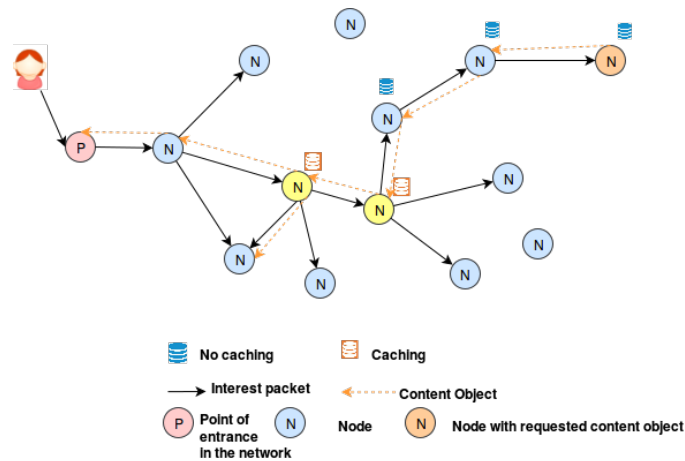 N
N
N
N
N
P
N
N
N
N
N
N
N
N
No caching
Caching
Interest packet
Content Object
P
Point of
entrance
in the network
N
Node
N
Node with requested content object